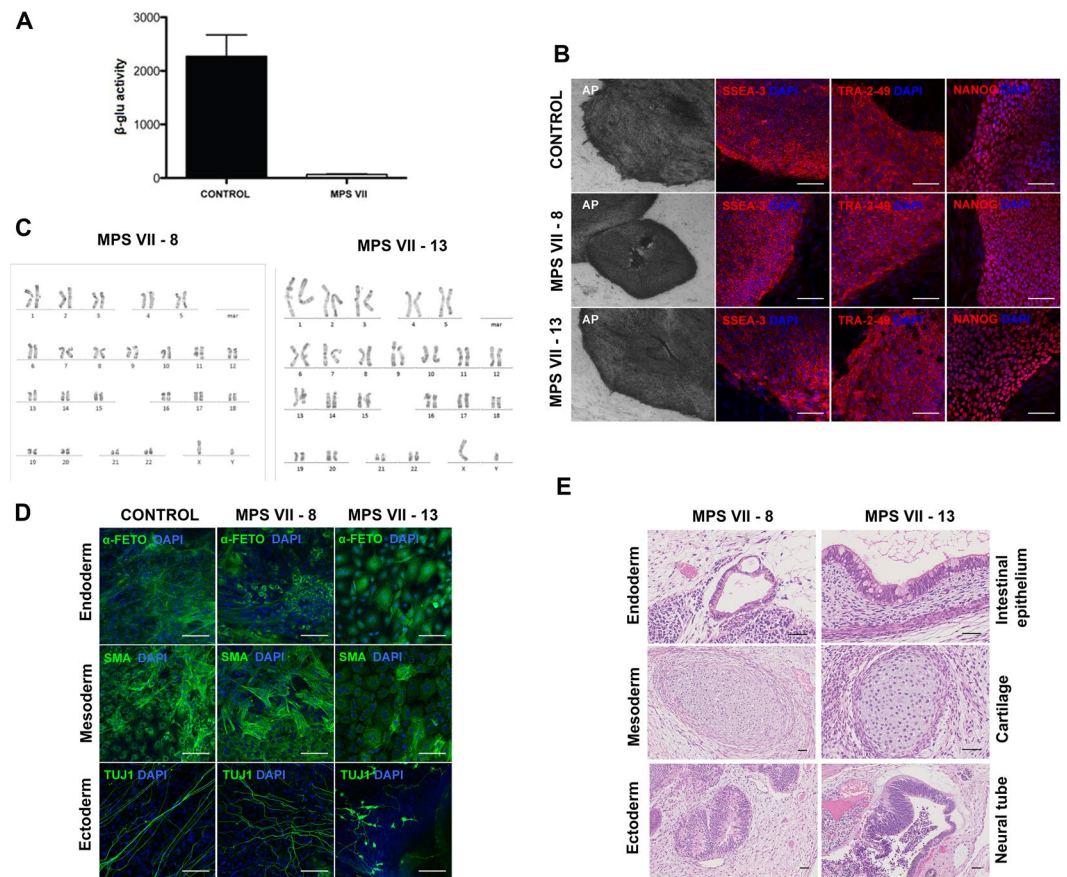 A
3000
2000
1000
0
β-glu activity
CONTROL
MPS VII
B
CONTROL
AP
SSEA-3 DAPI
TRA-2-49 DAPI
NANOG DAPI
MPS VII - 8
AP
SSEA-3 DAPI
TRA-2-49 DAPI
NANOG DAPI
MPS VII - 13
AP
SSEA-3 DAPI
TRA-2-49 DAPI
NANOG DAPI
C
MPS VII - 8
1 2 3 4 5 mar
6 7 8 9 10 11 12
13 14 15 16 17 18
19 20 21 22 X Y
MPS VII - 13
1 2 3 4 5 mar
6 7 8 9 10 11 12
13 14 15 16 17 18
19 20 21 22 X Y
D
CONTROL MPS VII - 8 MPS VII - 13
Endoderm
α-FETO DAPI
α-FETO DAPI
α-FETO DAPI
Mesoderm
SMA DAPI
SMA DAPI
SMA DAPI
Ectoderm
TUJ1 DAPI
TUJ1 DAPI
TUJ1 DAPI
E
MPS VII - 8 MPS VII - 13
Endoderm
Intestinal
epithelium
Mesoderm
Cartilage
Ectoderm
Neural tube